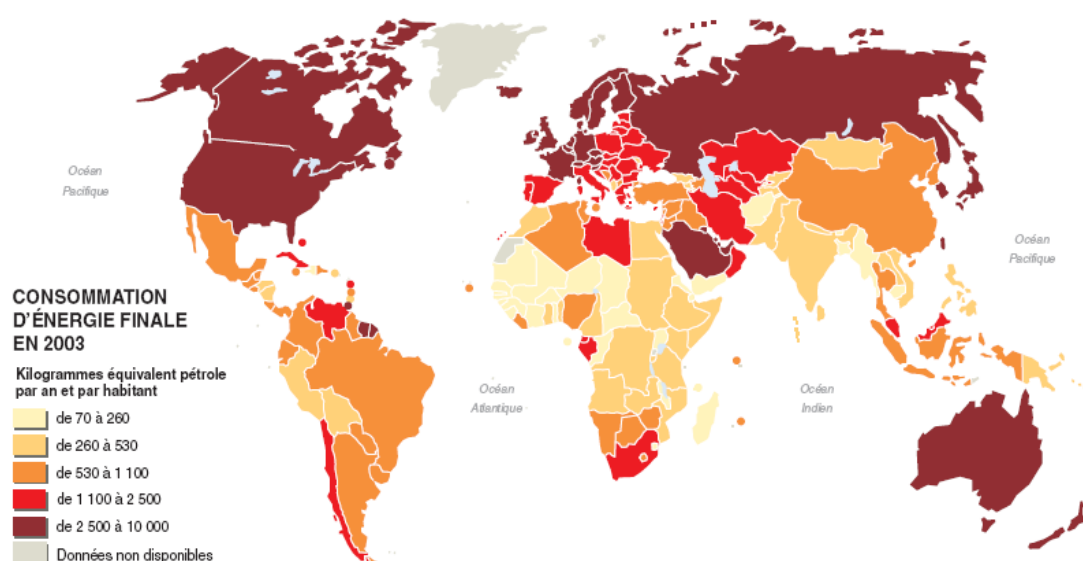 Océan
Pacifique
Océan
Pacifique
CONSOMMATION
D'ÉNERGIE FINALE
EN 2003
Kilogrammes équivalent pétrole
par an et par habitant
de 70 à 260
de 260 à 530
de 530 à 1 100
de 1 100 à 2 500
de 2 500 à 10 000
Données non disponibles
Océan
Atlantique
Océan
Indien